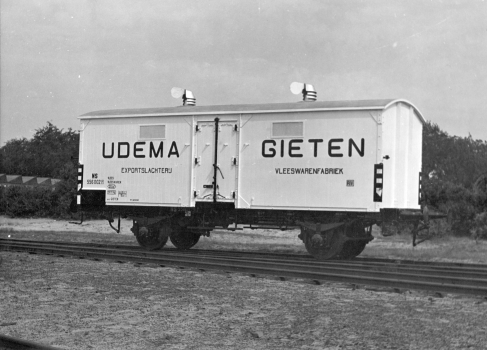 UDEMA GIETEN
EXPORTSLACHTERIJ VLEESWARENFABRIEK
NS